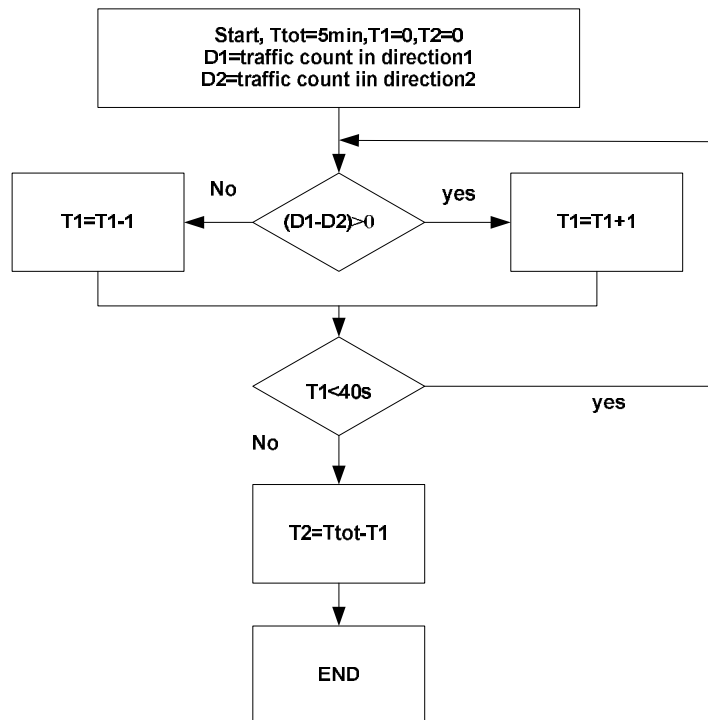 Start, Ttot=5min,T1=0,T2=0
D1=traffic count in direction1
D2=traffic count iin direction2
No
yes
T1=T1-1
(D1-D2)>0
T1=T1+1
T1<40s
yes
No
T2=Ttot-T1
END